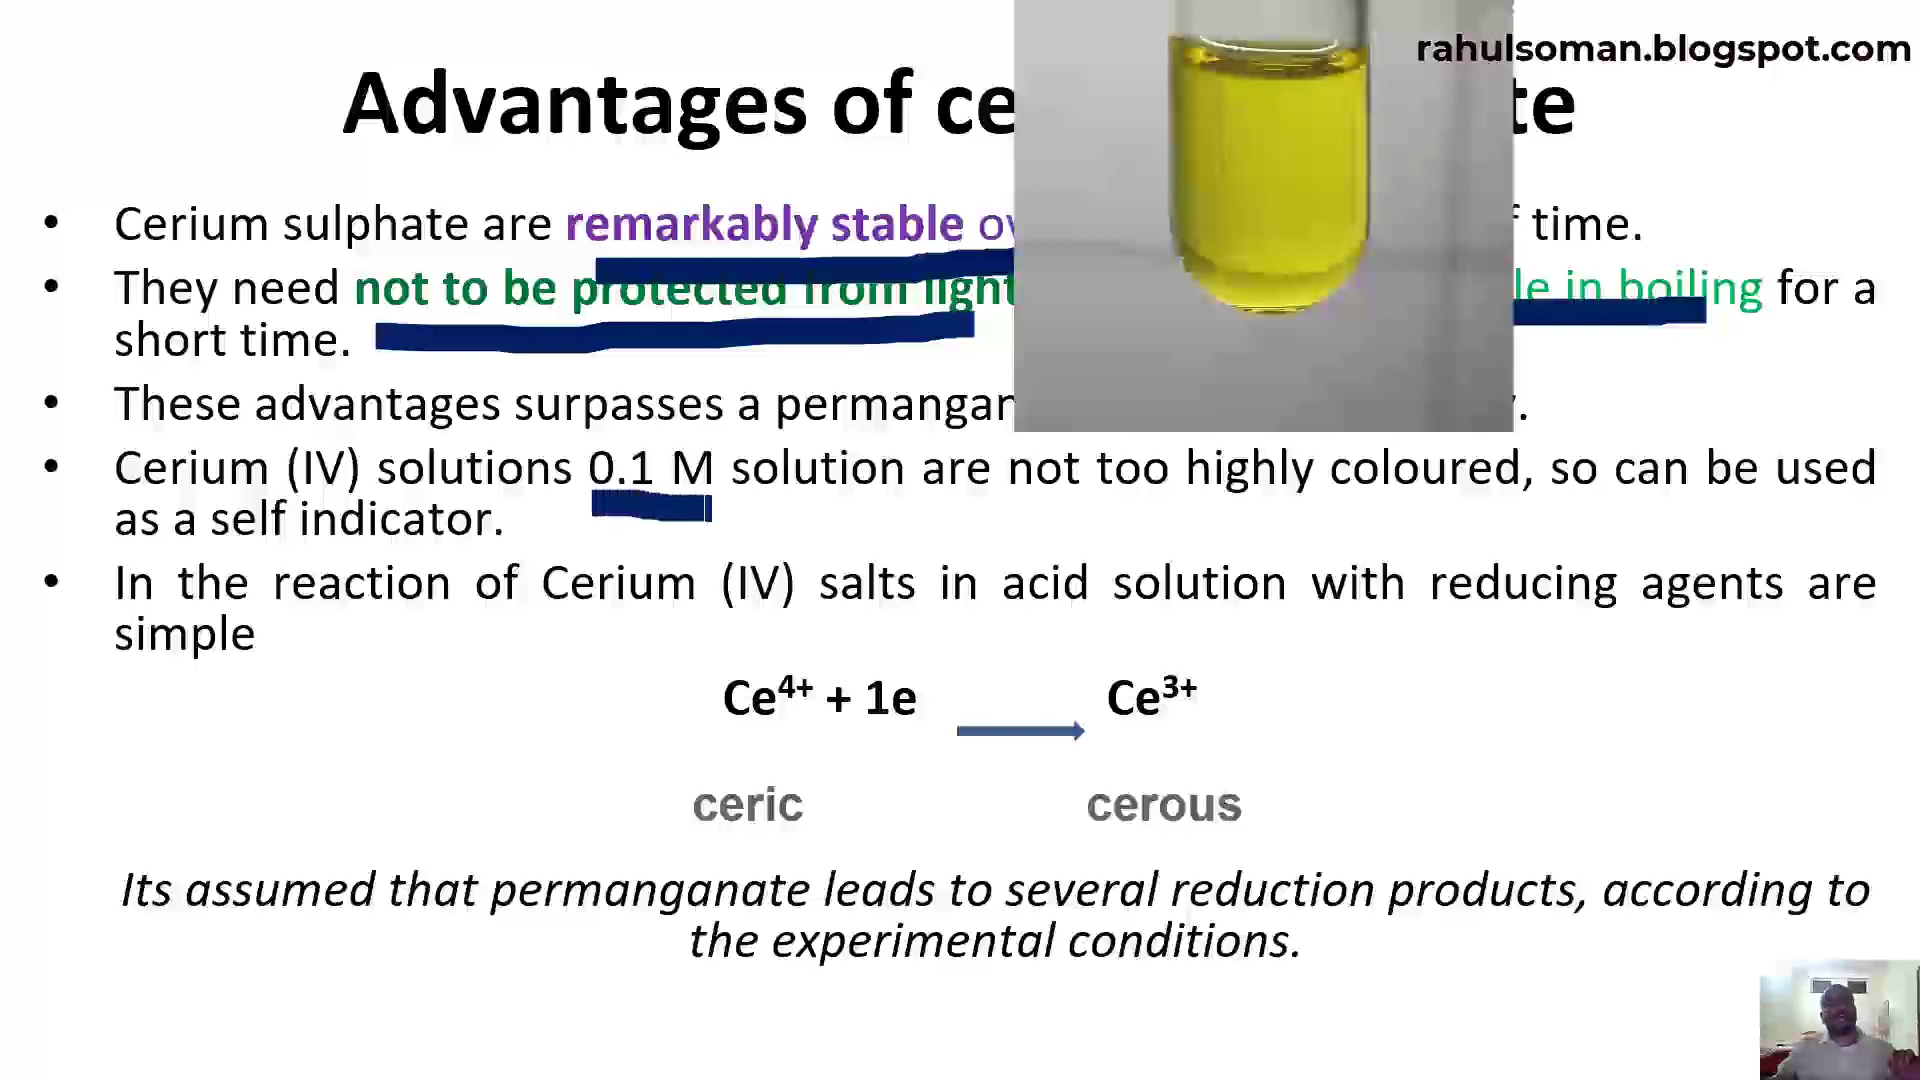 rahulsoman.blogspot.com
Advantages of ce te
• Cerium sulphate are remarkably stable ov f time.
• They need not to be protected from light le in boiling for a
short time.
• These advantages surpasses a permangan .
• Cerium (IV) solutions 0.1 M solution are not too highly coloured, so can be used
as a self indicator.
• In the reaction of Cerium (IV) salts in acid solution with reducing agents are
simple
Ce⁴⁺ + 1e Ce³⁺
ceric cerous
Its assumed that permanganate leads to several reduction products, according to
the experimental conditions.